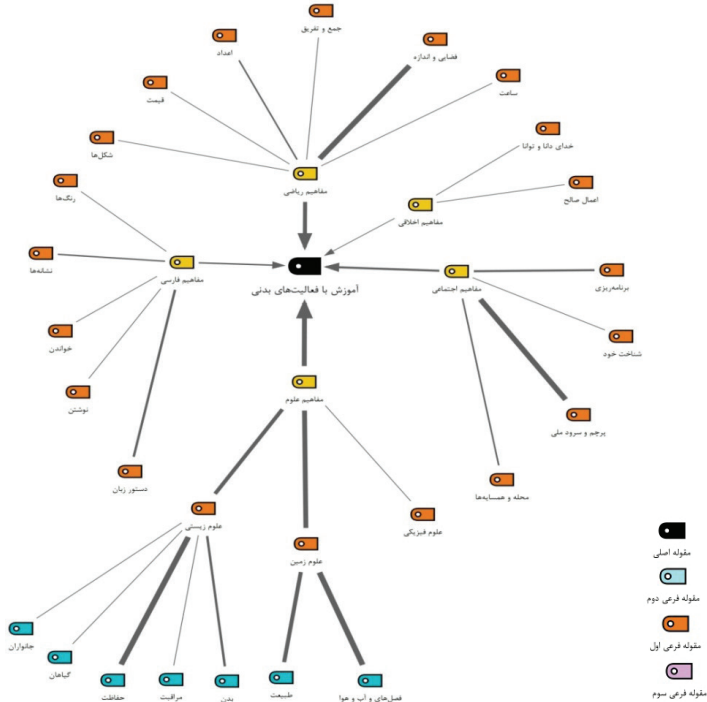 جمع و تفریق
اعداد
فضایی و اندازه
قیمت
ساعت
شکل‌ها
خدای دانا و توانا
رنگ‌ها
مفاهیم ریاضی
اعمال صالح
مفاهیم اخلاقی
نشانه‌ها
مفاهیم فارسی
آموزش با فعالیت‌های بدنی
مفاهیم اجتماعی
برنامه‌ریزی
خواندن
شناخت خود
نوشتن
مفاهیم علوم
پرچم و سرود ملی
دستور زبان
محله و همسایه‌ها
علوم زیستی
علوم فیزیکی
علوم زمین
جانواران
گیاهان
حفاظت
مراقبت
بدن
طبیعت
فصل‌های و آب و هوا
مقوله اصلی
مقوله فرعی دوم
مقوله فرعی اول
مقوله فرعی سوم